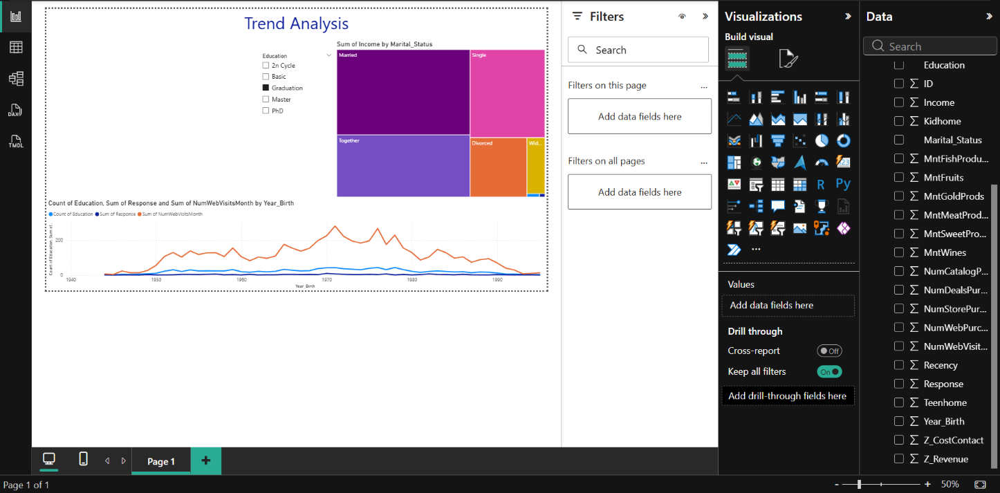 Trend Analysis
Education
2n Cycle
Basic
Graduation
Master
PhD
Sum of Income by Marital_Status
Married
Single
Together
Divorced
Wid...
Count of Education, Sum of Response and Sum of NumWebVisitsMonth by Year_Birth
Count of Education Sum of Response Sum of NumWebVisitsMonth
Count of Education, Sum of...
200
0
1940 1950 1960 1970 1980 1990
Year_Birth
DAX
TMDL
Filters
Search
Filters on this page ...
Add data fields here
Filters on all pages ...
Add data fields here
Visualizations
Build visual
123
R Py
...
Values
Add data fields here
Drill through
Cross-report Off
Keep all filters On
Add drill-through fields here
Data
Search
Education
ID
Income
Kidhome
Marital_Status
MntFishProdu...
MntFruits
MntGoldProds
MntMeatProd...
MntSweetPro...
MntWines
NumCatalogP...
NumDealsPur...
NumStorePur...
NumWebPurc...
NumWebVisit...
Recency
Response
Teenhome
Year_Birth
Z_CostContact
Z_Revenue
Page 1 +
Page 1 of 1
- + 50%